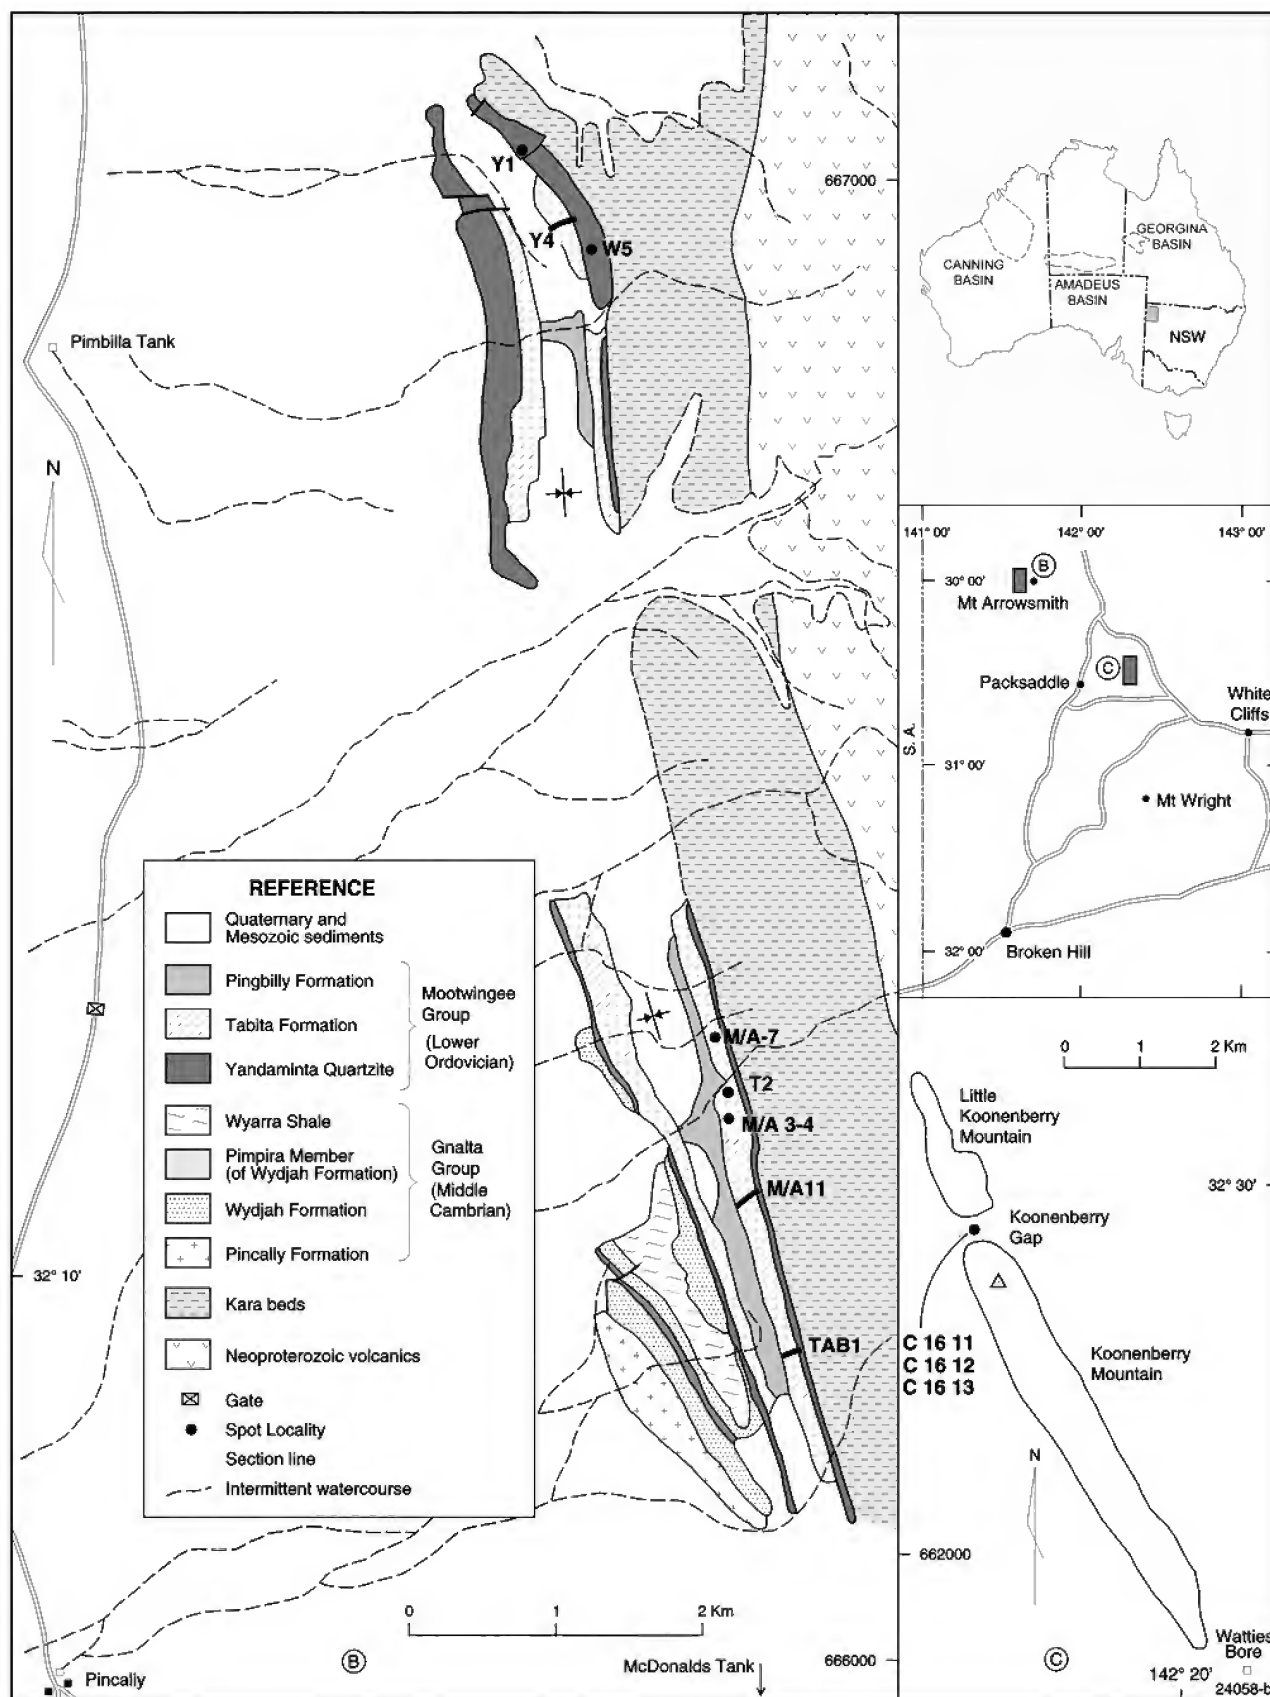 Y1
Y4
W5
667000
Pimbilla Tank
N
CANNING
BASIN
GEORGINA
BASIN
AMADEUS
BASIN
NSW
141° 00'
142° 00'
143° 00'
30° 00'
B
Mt Arrowsmith
C
Packsaddle
White
Cliffs
S. A.
31° 00'
Mt Wright
32° 00'
Broken Hill
REFERENCE
Quaternary and
Mesozoic sediments
Pingbilly Formation
Tabita Formation
Yandaminta Quartzite
Mootwingee
Group
(Lower
Ordovician)
Wyarra Shale
Pimpira Member
(of Wydjah Formation)
Wydjah Formation
Pincally Formation
Gnalta
Group
(Middle
Cambrian)
Kara beds
Neoproterozoic volcanics
Gate
Spot Locality
Section line
Intermittent watercourse
32° 10'
M/A-7
T2
M/A 3-4
M/A11
TAB1
0 1 2 Km
Little
Koonenberry
Mountain
32° 30'
Koonenberry
Gap
C 16 11
C 16 12
C 16 13
Koonenberry
Mountain
N
662000
0 1 2 Km
B
Pincally
McDonalds Tank
666000
C
Watties
Bore
142° 20'
24058-b